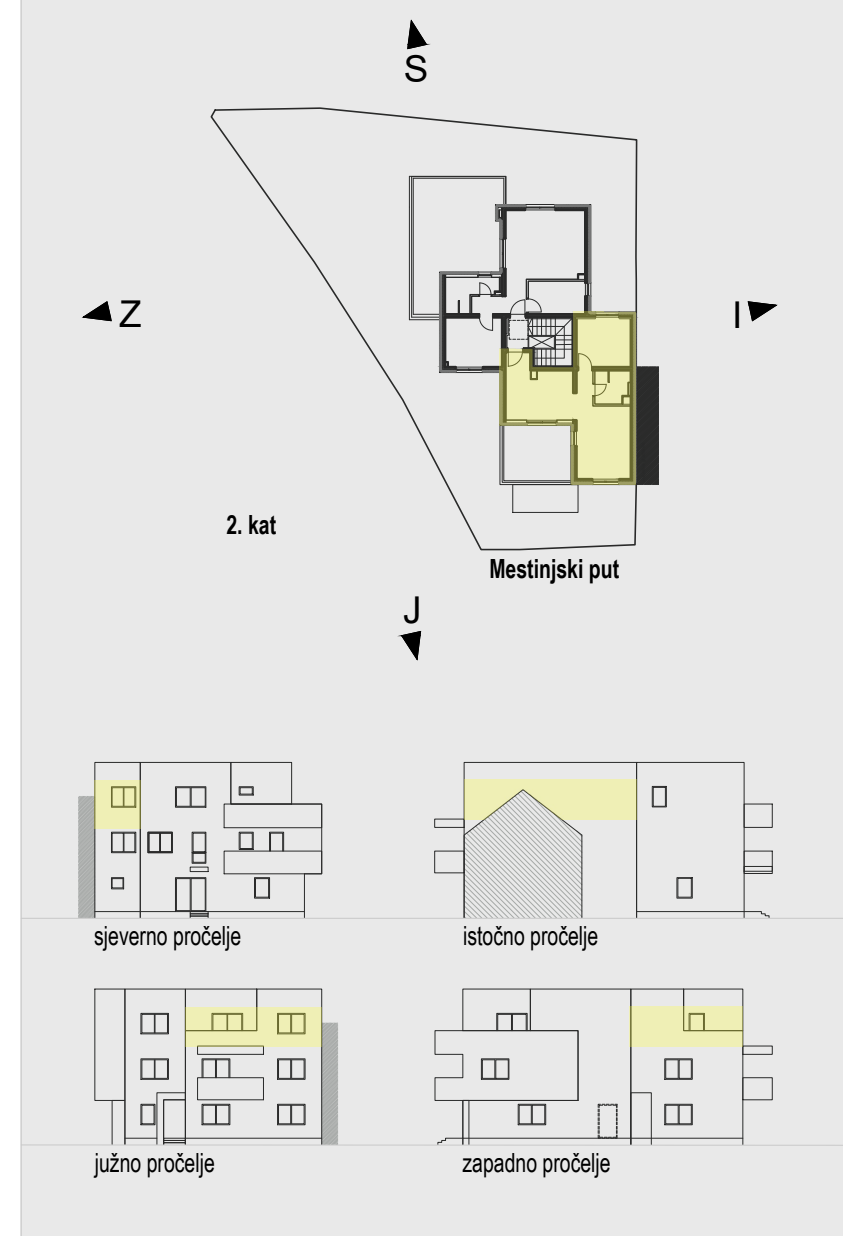 S
Z
I
2. kat
Mestinjski put
J
sjeverno pročelje
istočno pročelje
južno pročelje
zapadno pročelje